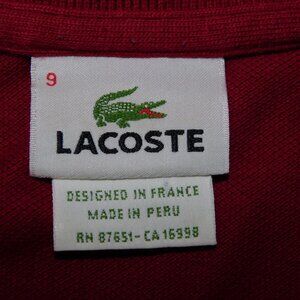 9
LACOSTE
DESIGNED IN FRANCE
MADE IN PERU
RN 87651-CA 16998